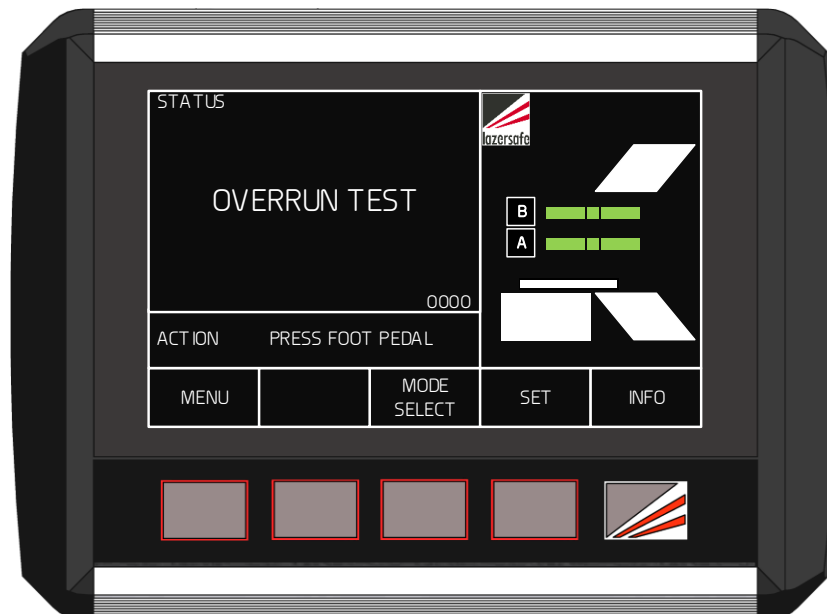 STATUS
lazersafe
OVERRUN TEST
B
A
0000
ACTION PRESS FOOT PEDAL
MENU
MODE
SELECT
SET
INFO